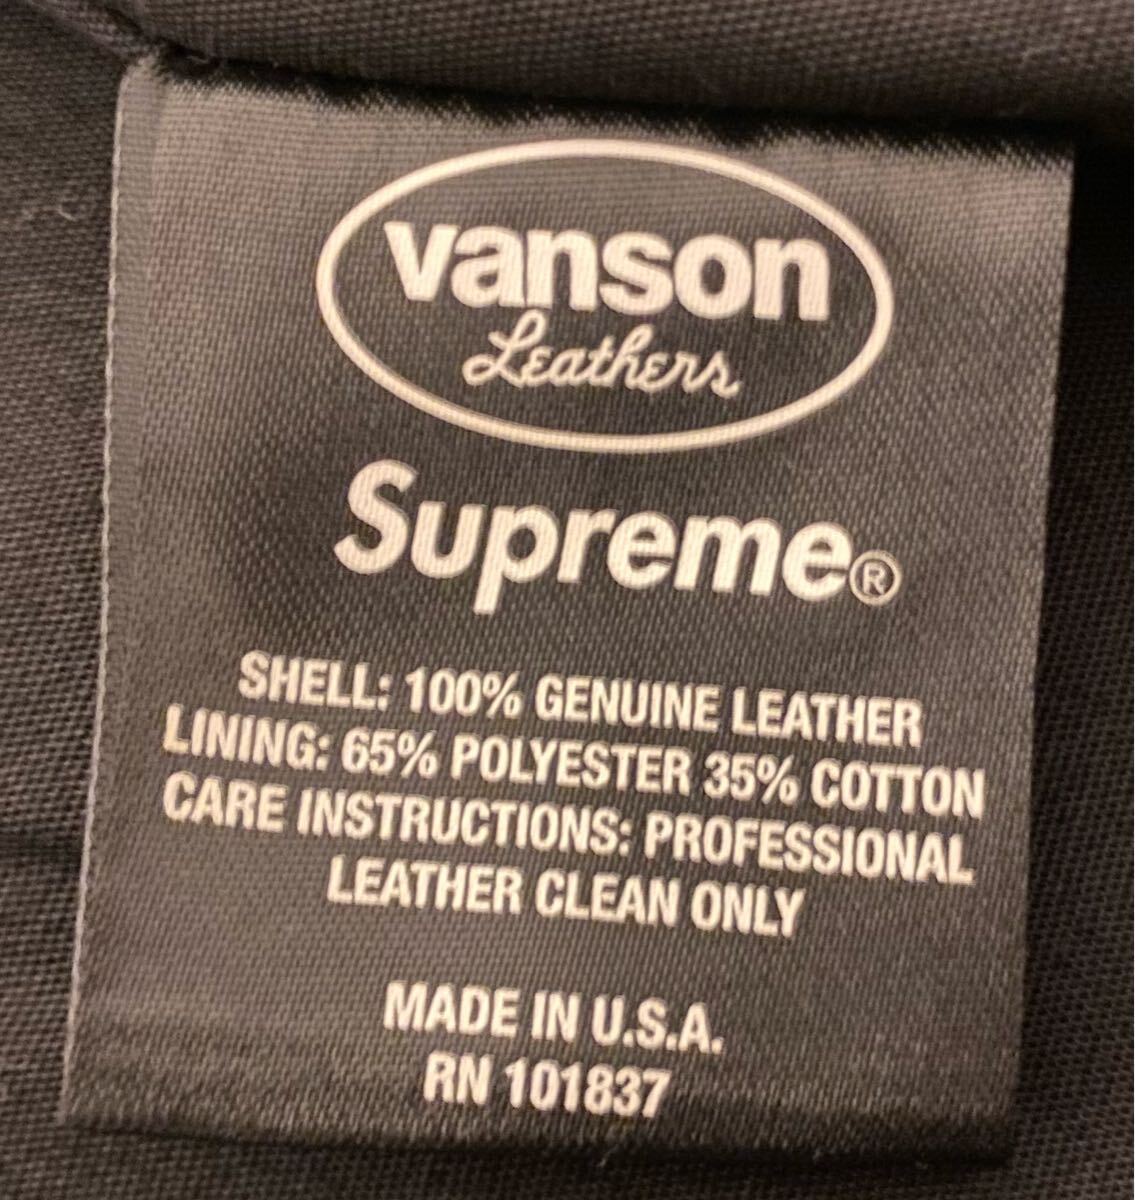 vanson
Leathers
Supreme®
SHELL: 100% GENUINE LEATHER
LINING: 65% POLYESTER 35% COTTON
CARE INSTRUCTIONS: PROFESSIONAL
LEATHER CLEAN ONLY
MADE IN U.S.A.
RN 101837